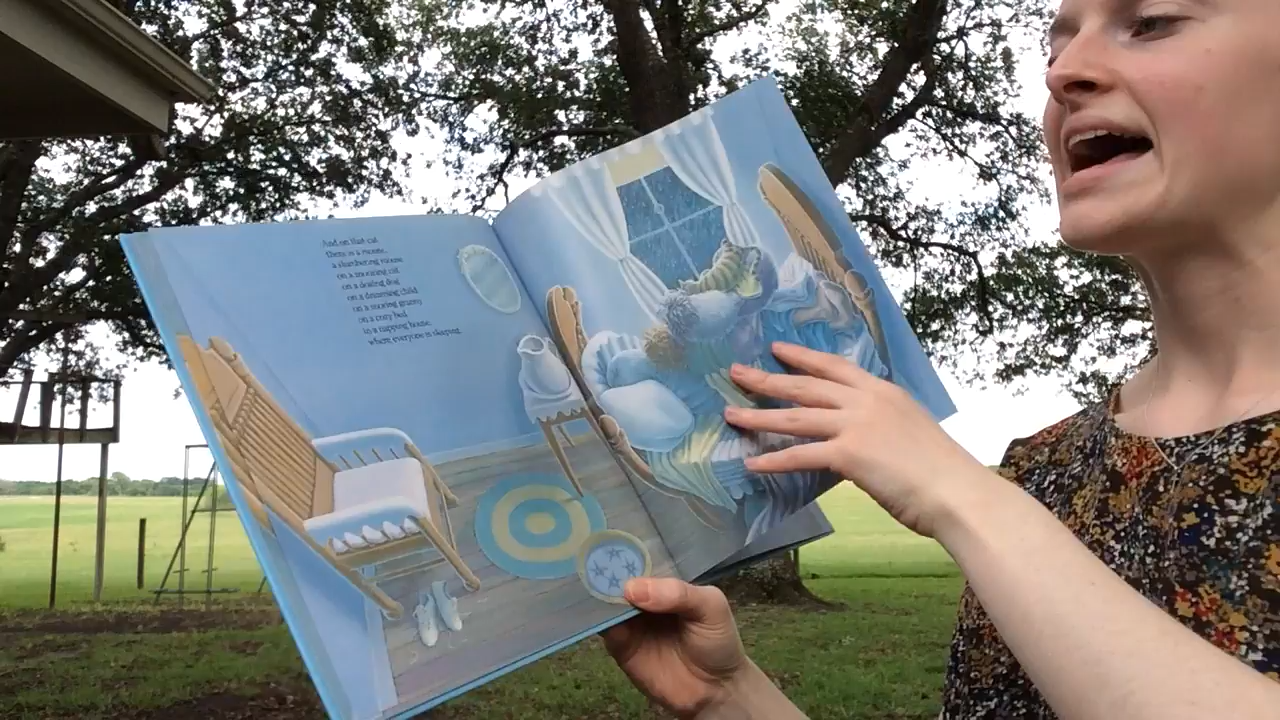 And on that cat
there is a mouse,
a slumbering mouse
on a snoozing cat
on a dozing dog
on a dreaming child
on a snoring granny
on a cozy bed
in a napping house,
where everyone is sleeping.